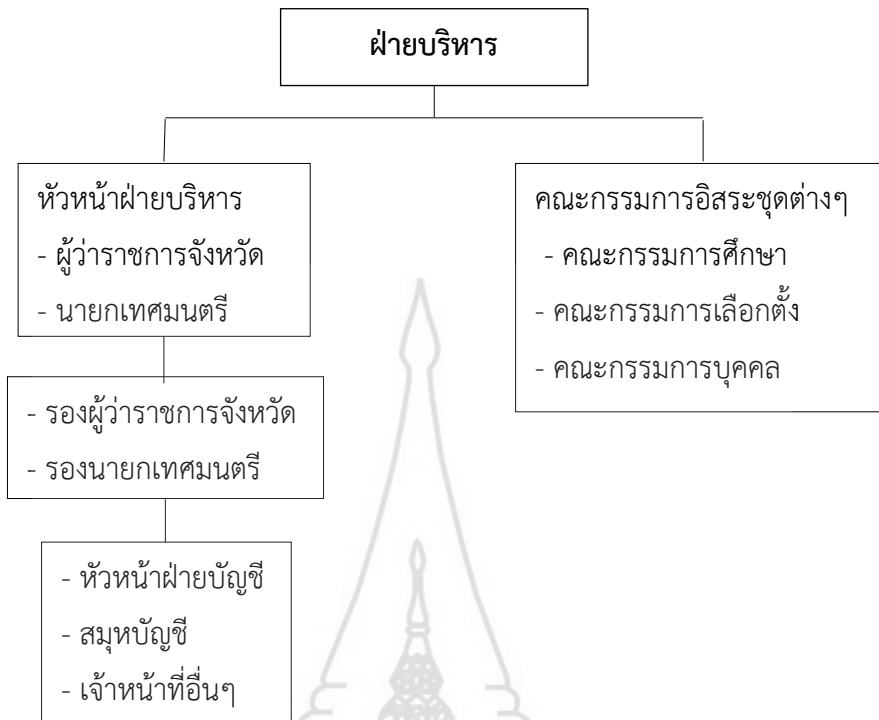 ฝ่ายบริหาร
หัวหน้าฝ่ายบริหาร
- ผู้ว่าราชการจังหวัด
- นายกเทศมนตรี
- รองผู้ว่าราชการจังหวัด
- รองนายกเทศมนตรี
- หัวหน้าฝ่ายบัญชี
- สมุหบัญชี
- เจ้าหน้าที่อื่นๆ
คณะกรรมการอิสระชุดต่างๆ
- คณะกรรมการศึกษา
- คณะกรรมการเลือกตั้ง
- คณะกรรมการบุคคล